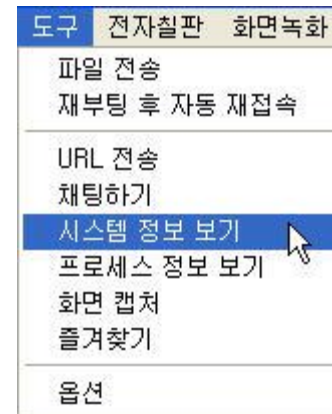 도구 전자칠판 화면녹화
파일 전송
재부팅 후 자동 재접속
URL 전송
채팅하기
시스템 정보 보기
프로세스 정보 보기
화면 캡처
즐겨찾기
옵션